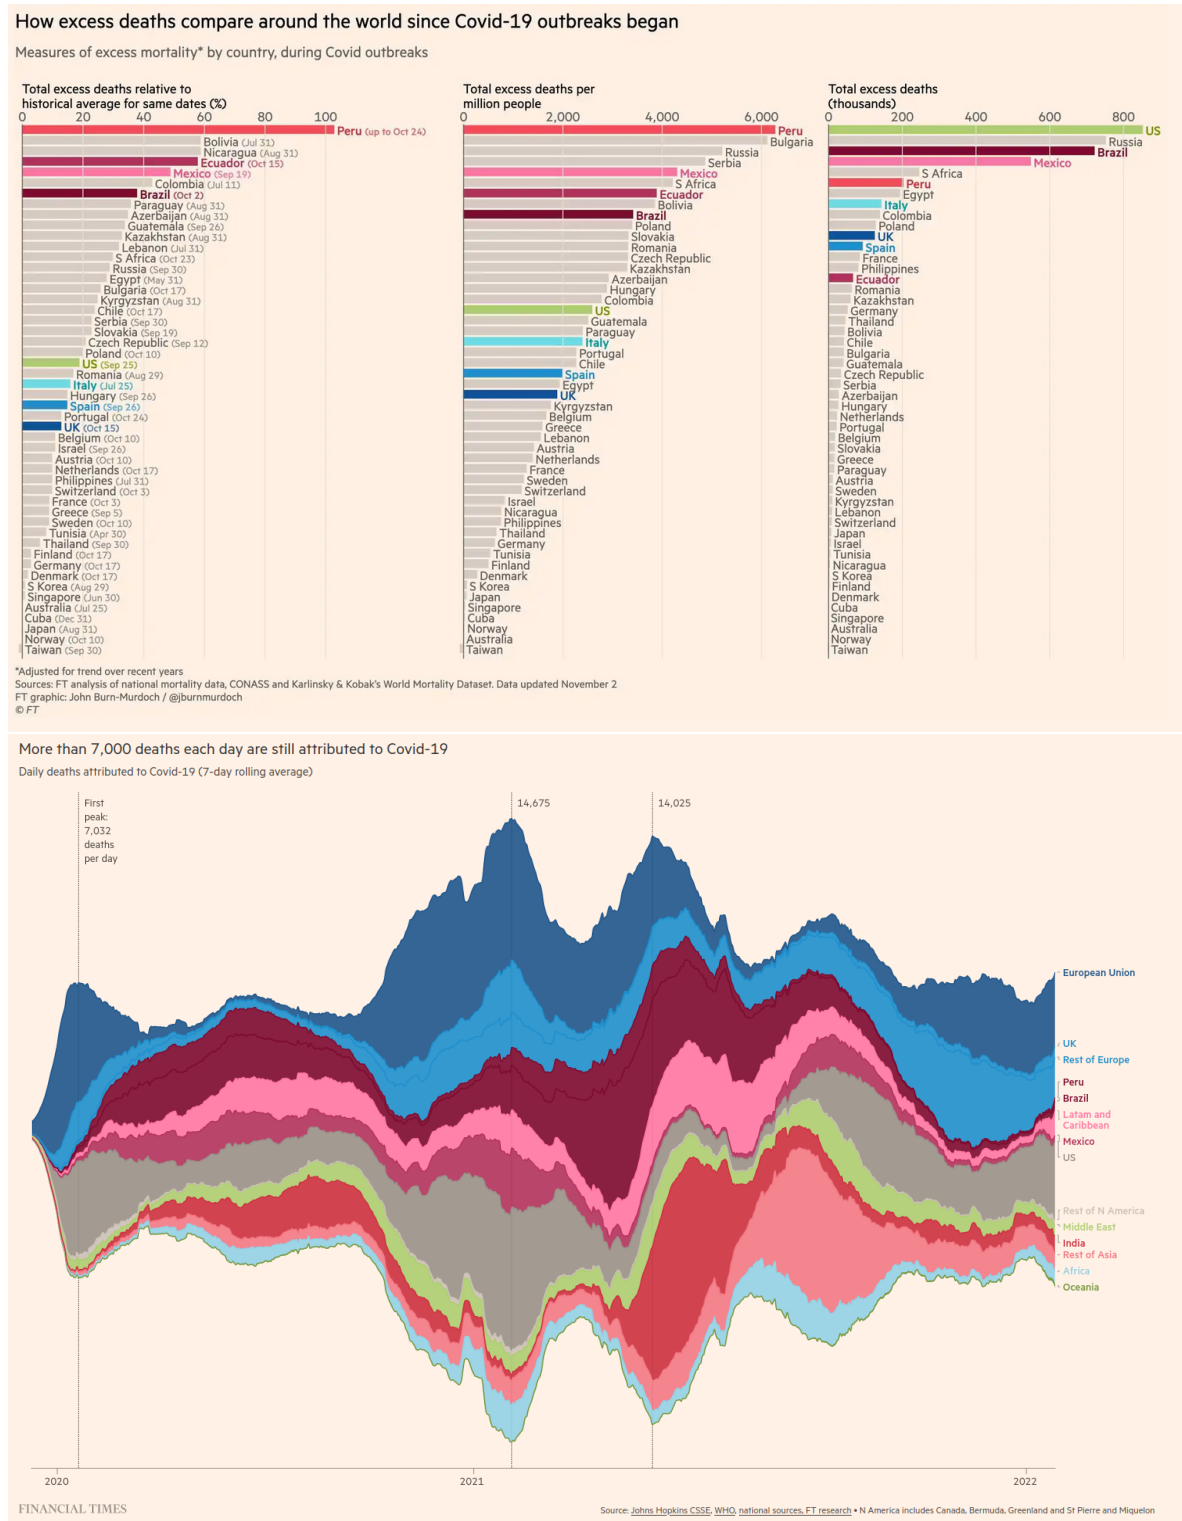 How excess deaths compare around the world since Covid-19 outbreaks began
Measures of excess mortality* by country, during Covid outbreaks
Total excess deaths relative to
historical average for same dates (%)
0 20 40 60 80 100
Peru (up to Oct 24)
Bolivia (Jul 31)
Nicaragua (Aug 31)
Ecuador (Oct 15)
Mexico (Sep 19)
Colombia (Jul 11)
Brazil (Oct 2)
Paraguay (Aug 31)
Azerbaijan (Aug 31)
Guatemala (Sep 26)
Kazakhstan (Aug 31)
Lebanon (Jul 31)
S Africa (Oct 23)
Russia (Sep 30)
Egypt (May 31)
Bulgaria (Oct 17)
Kyrgyzstan (Aug 31)
Chile (Oct 17)
Serbia (Sep 30)
Slovakia (Sep 19)
Czech Republic (Sep 12)
Poland (Oct 10)
US (Sep 25)
Romania (Aug 29)
Italy (Jul 25)
Hungary (Sep 26)
Spain (Sep 26)
Portugal (Oct 24)
UK (Oct 15)
Belgium (Oct 10)
Israel (Sep 26)
Austria (Oct 10)
Netherlands (Oct 17)
Philippines (Jul 31)
Switzerland (Oct 3)
France (Oct 3)
Greece (Sep 5)
Sweden (Oct 10)
Tunisia (Apr 30)
Thailand (Sep 30)
Finland (Oct 17)
Germany (Oct 17)
Denmark (Oct 17)
S Korea (Aug 29)
Singapore (Jun 30)
Australia (Jul 25)
Cuba (Dec 31)
Japan (Aug 31)
Norway (Oct 10)
Taiwan (Sep 30)
Total excess deaths per
million people
0 2,000 4,000 6,000
Peru
Bulgaria
Russia
Serbia
Mexico
S Africa
Ecuador
Bolivia
Brazil
Poland
Slovakia
Romania
Czech Republic
Kazakhstan
Azerbaijan
Hungary
Colombia
US
Guatemala
Paraguay
Italy
Portugal
Chile
Spain
Egypt
UK
Kyrgyzstan
Belgium
Greece
Lebanon
Austria
Netherlands
France
Sweden
Switzerland
Israel
Nicaragua
Philippines
Thailand
Germany
Tunisia
Finland
Denmark
S Korea
Japan
Singapore
Cuba
Norway
Australia
Taiwan
Total excess deaths
(thousands)
0 200 400 600 800
US
Russia
Brazil
Mexico
S Africa
Peru
Egypt
Italy
Colombia
Poland
UK
Spain
France
Philippines
Ecuador
Romania
Kazakhstan
Germany
Thailand
Bolivia
Chile
Bulgaria
Guatemala
Czech Republic
Serbia
Azerbaijan
Hungary
Netherlands
Portugal
Belgium
Slovakia
Greece
Paraguay
Austria
Sweden
Kyrgyzstan
Lebanon
Switzerland
Japan
Israel
Tunisia
Nicaragua
S Korea
Finland
Denmark
Cuba
Singapore
Australia
Norway
Taiwan
*Adjusted for trend over recent years
Sources: FT analysis of national mortality data, CONASS and Karlinsky & Kobak's World Mortality Dataset. Data updated November 2
FT graphic: John Burn-Murdoch / @jburnmurdoch
© FT
More than 7,000 deaths each day are still attributed to Covid-19
Daily deaths attributed to Covid-19 (7-day rolling average)
First
peak:
7,032
deaths
per day
14,675
14,025
European Union
UK
Rest of Europe
Peru
Brazil
Latam and
Caribbean
Mexico
US
Rest of N America
Middle East
India
Rest of Asia
Africa
Oceania
2020 2021 2022
FINANCIAL TIMES
Source: Johns Hopkins CSSE, WHO, national sources, FT research • N America includes Canada, Bermuda, Greenland and St Pierre and Miquelon